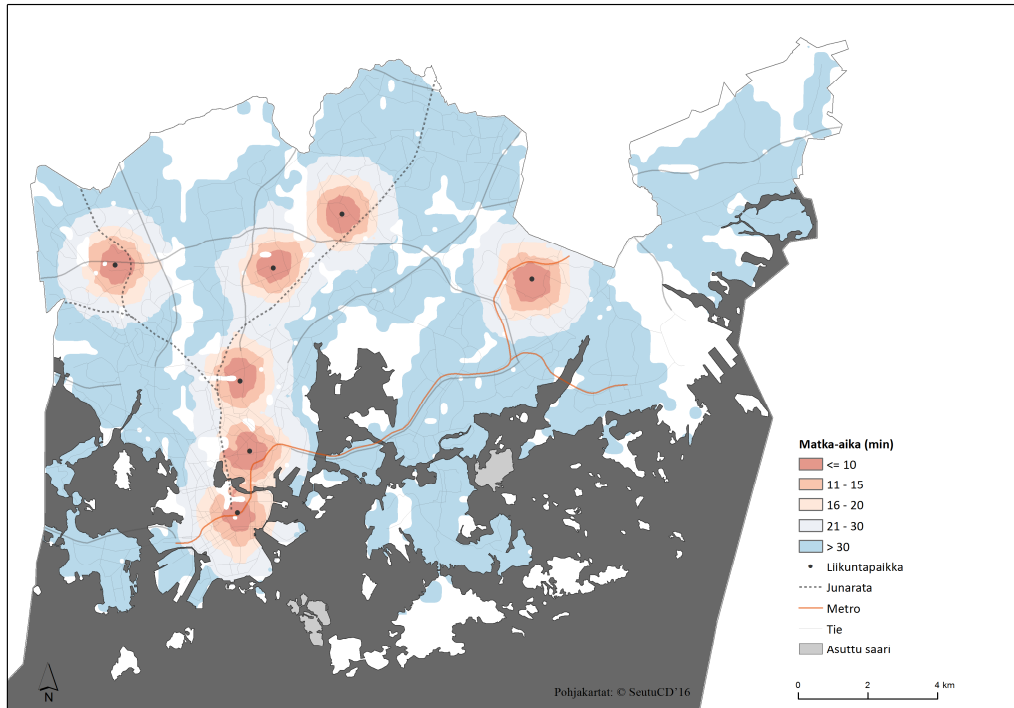 Matka-aika (min)
<= 10
11 - 15
16 - 20
21 - 30
> 30
Liikuntapaikka
Junarata
Metro
Tie
Asuttu saari
N
Pohjakartat: © SeutuCD'16
0 2 4 km